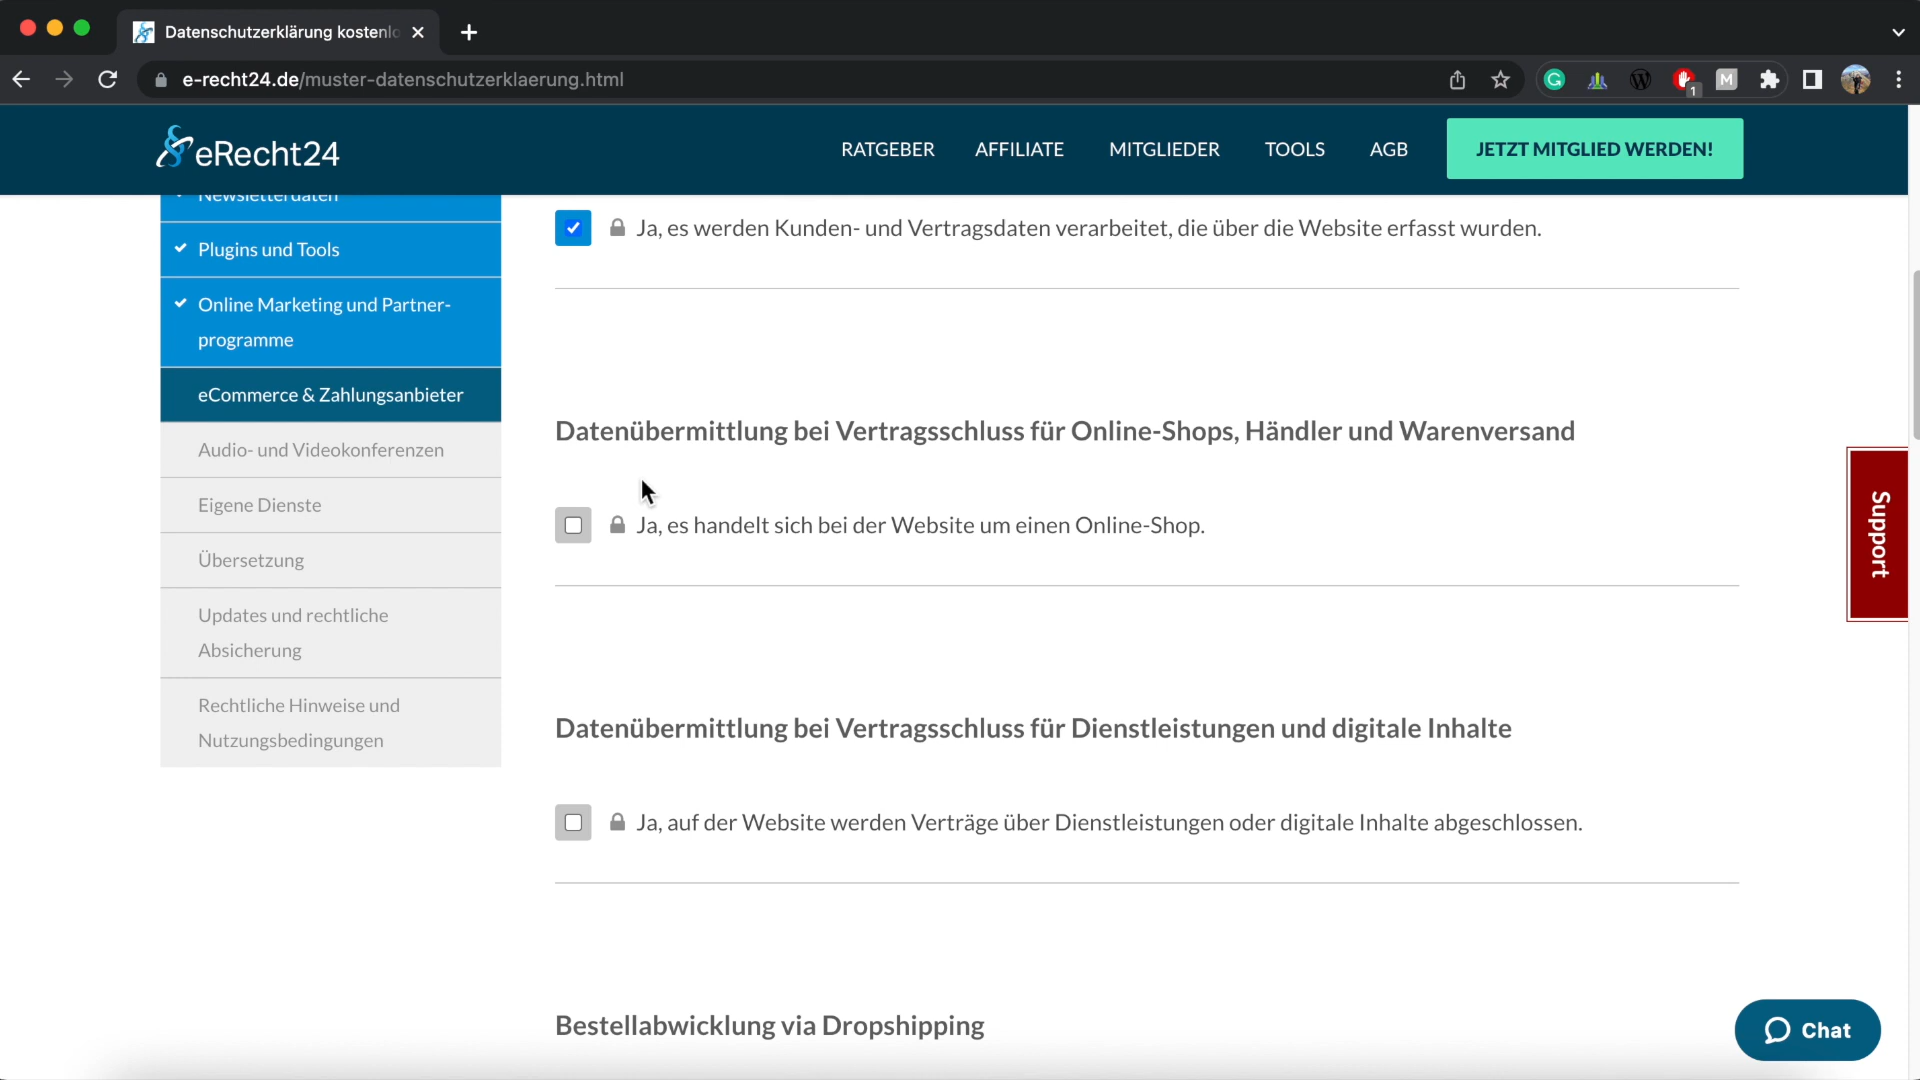 Datenschutzerklärung kostenlo
e-recht24.de/muster-datenschutzerklaerung.html
1
M
G
eRecht24
RATGEBER
AFFILIATE
MITGLIEDER
TOOLS
AGB
JETZT MITGLIED WERDEN!
Newsletterdaten
Plugins und Tools
Online Marketing und Partner-
programme
eCommerce & Zahlungsanbieter
Audio- und Videokonferenzen
Eigene Dienste
Übersetzung
Updates und rechtliche
Absicherung
Rechtliche Hinweise und
Nutzungsbedingungen
Ja, es werden Kunden- und Vertragsdaten verarbeitet, die über die Website erfasst wurden.
Datenübermittlung bei Vertragsschluss für Online-Shops, Händler und Warenversand
Ja, es handelt sich bei der Website um einen Online-Shop.
Datenübermittlung bei Vertragsschluss für Dienstleistungen und digitale Inhalte
Ja, auf der Website werden Verträge über Dienstleistungen oder digitale Inhalte abgeschlossen.
Bestellabwicklung via Dropshipping
Support
Chat